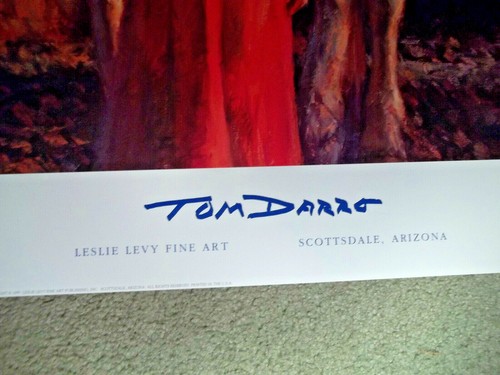 TOM DARRO
LESLIE LEVY FINE ART
SCOTTSDALE, ARIZONA